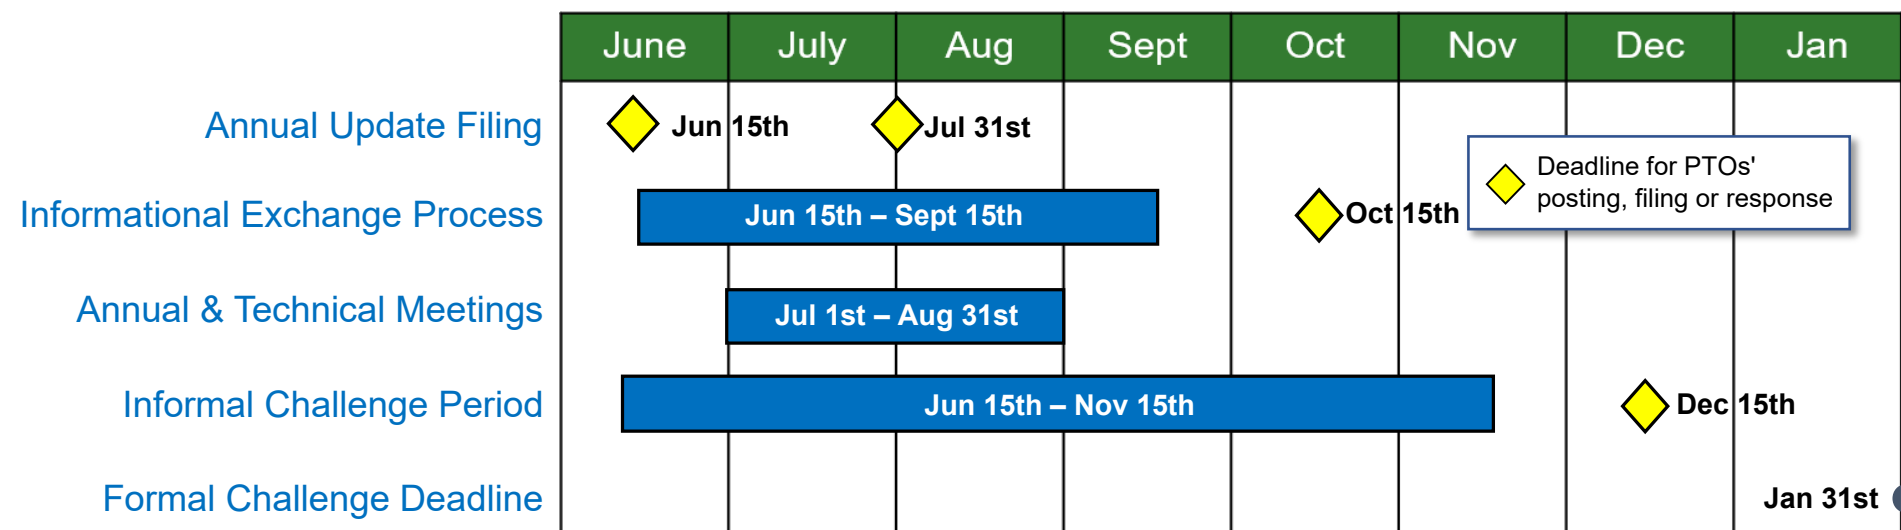 June July Aug Sept Oct Nov Dec Jan
Annual Update Filing Jun 15th Jul 31st
Deadline for PTOs'
posting, filing or response
Informational Exchange Process Jun 15th – Sept 15th Oct 15th
Annual & Technical Meetings Jul 1st – Aug 31st
Informal Challenge Period Jun 15th – Nov 15th Dec 15th
Formal Challenge Deadline Jan 31st